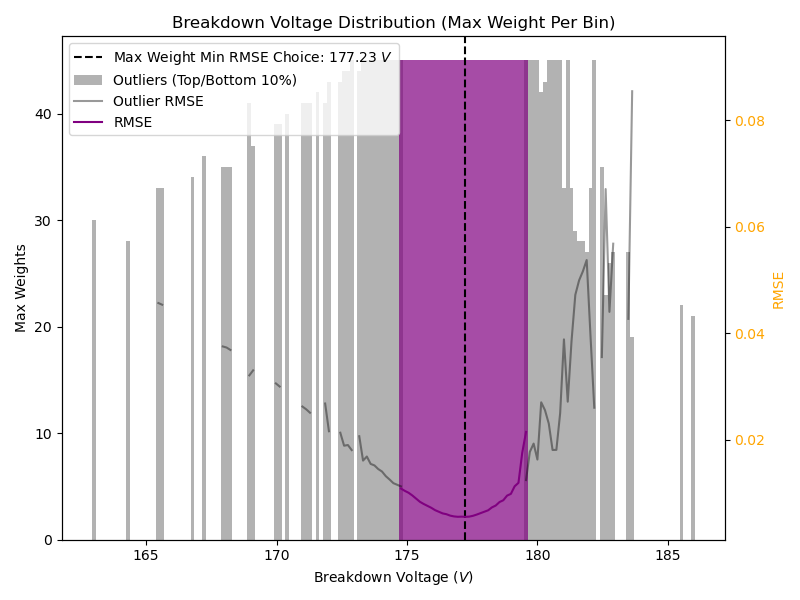 Breakdown Voltage Distribution (Max Weight Per Bin)
Max Weight Min RMSE Choice: 177.23 V
Outliers (Top/Bottom 10%)
Outlier RMSE
RMSE
Max Weights
40
30
20
10
0
0.08
0.06
0.04
0.02
RMSE
165 170 175 180 185
Breakdown Voltage (V)